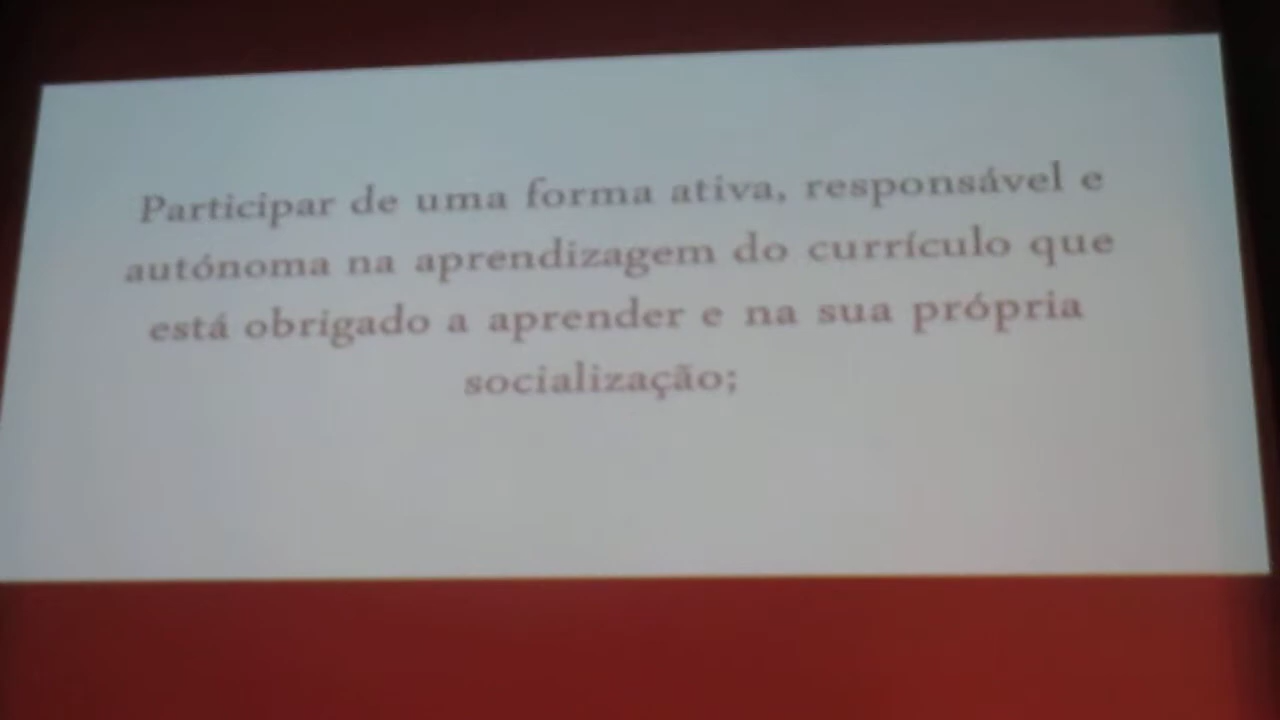 Participar de uma forma ativa, responsável e
autónoma na aprendizagem do currículo que
está obrigado a aprender e na sua própria
socialização;